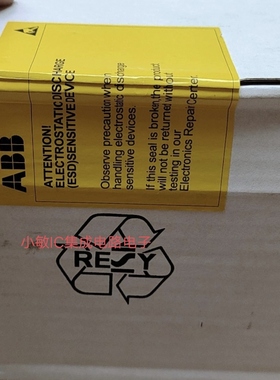 ABB
ATTENTION!
ELECTROSTATIC DISCHARGE
(ESD) SENSITIVE DEVICE
Observe precaution when
handling electrostatic discharge
sensitive devices.
If this seal is broken, the product
will not be returned without
testing in our
Electronics Repair Center.
小敏IC集成电路电子
RESY